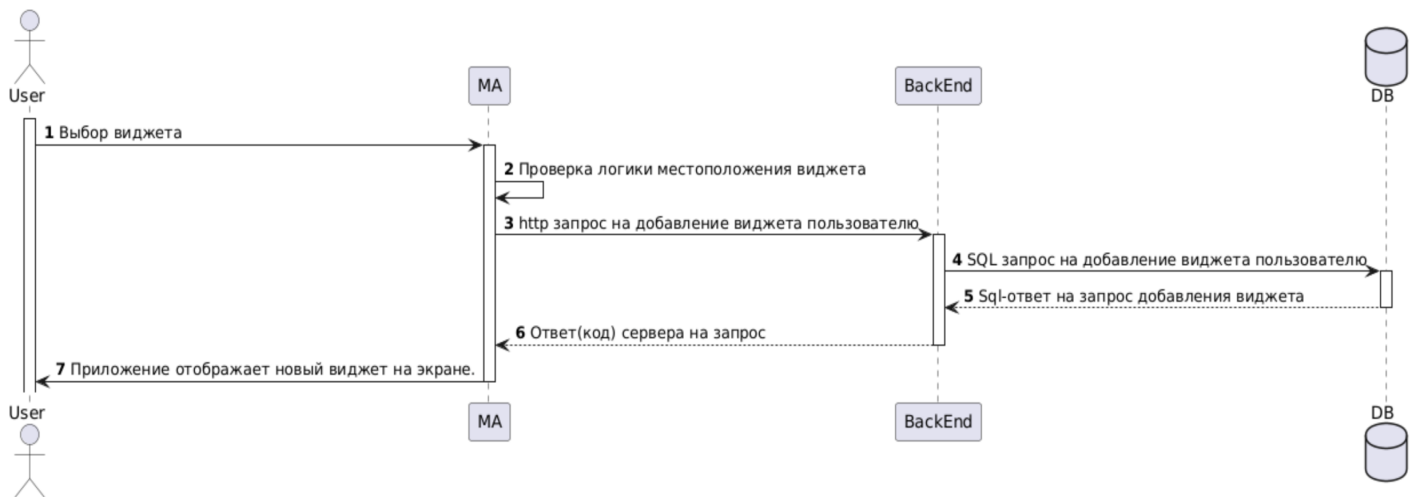 User
MA
BackEnd
DB
1 Выбор виджета
2 Проверка логики местоположения виджета
3 http запрос на добавление виджета пользователю
4 SQL запрос на добавление виджета пользователю
5 Sql-ответ на запрос добавления виджета
6 Ответ(код) сервера на запрос
7 Приложение отображает новый виджет на экране.
User
MA
BackEnd
DB